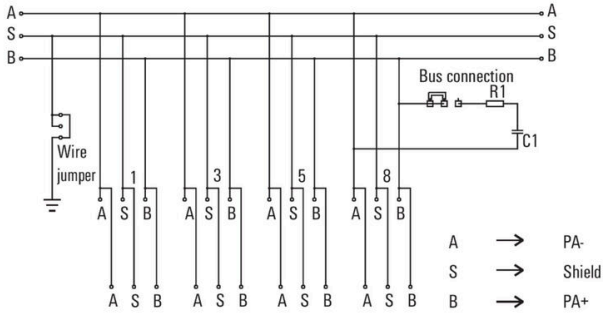 A A
S S
B B
Bus connection
R1
C1
Wire
jumper
1 3 5 8
A S B A S B A S B A S B
A S B A S B A S B A S B
A → PA-
S → Shield
B → PA+